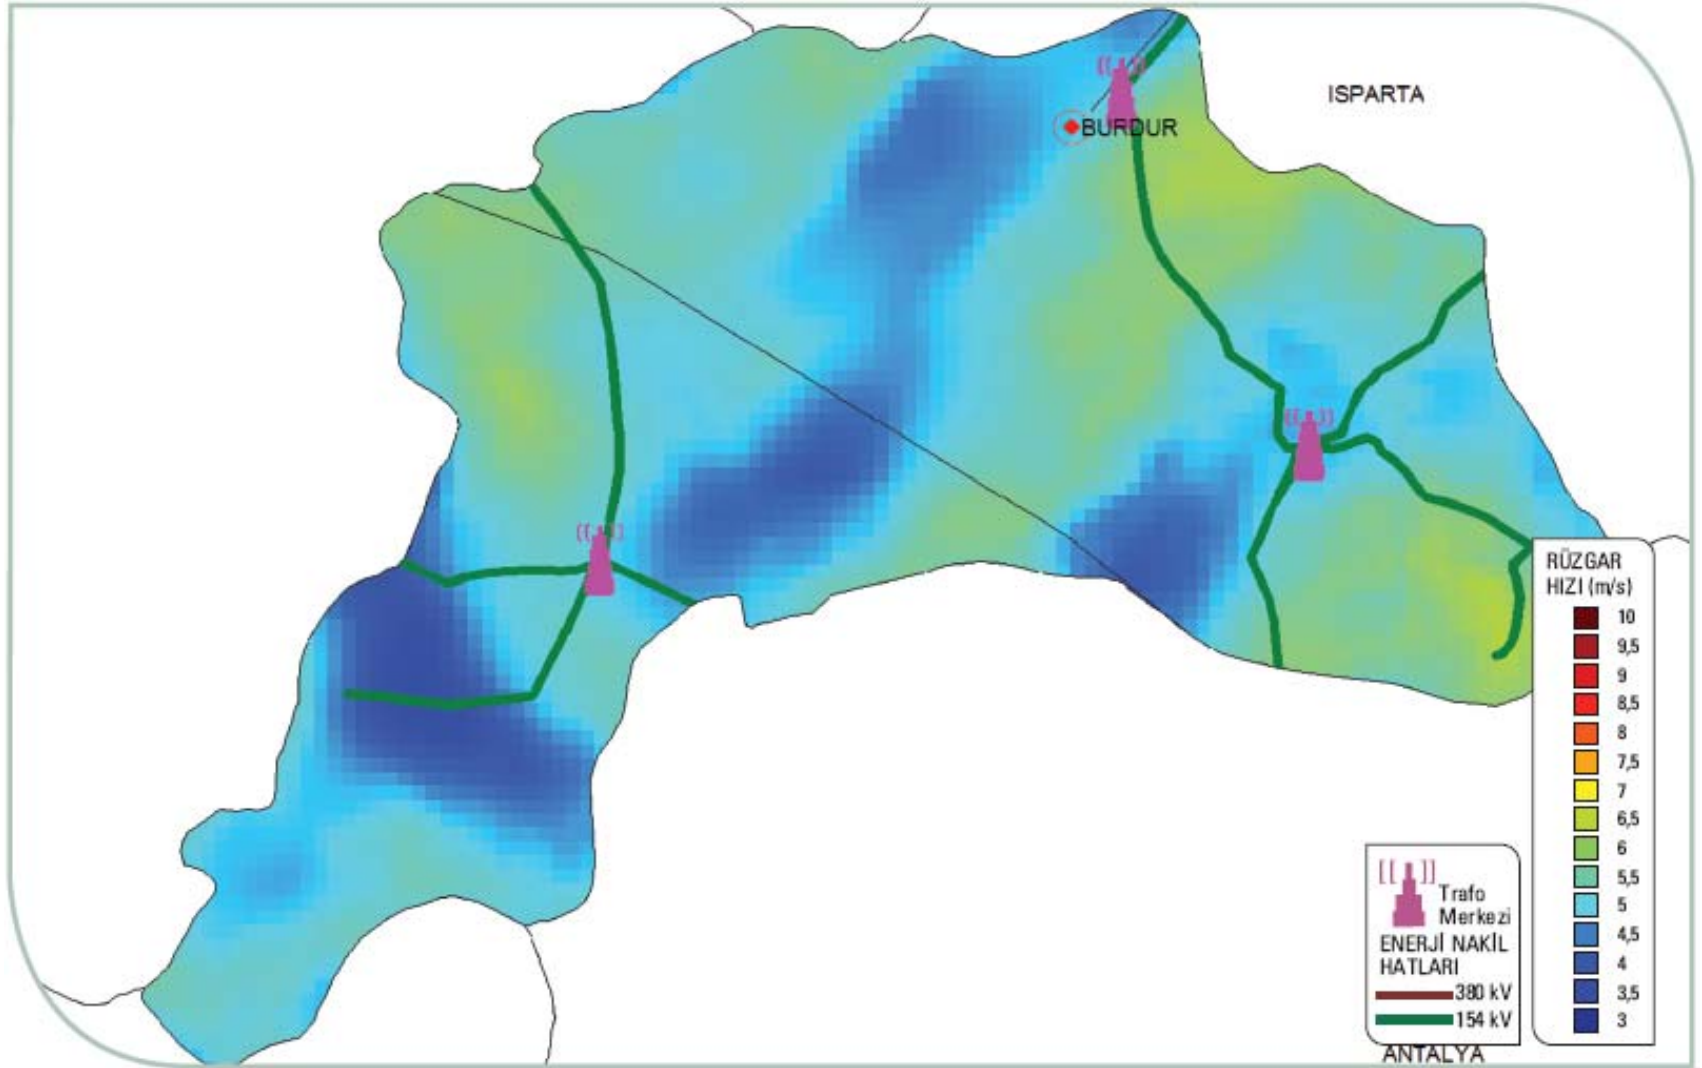 ISPARTA
BURDUR
RÜZGAR
HIZI (m/s)
10
9,5
9
8,5
8
7,5
7
6,5
6
5,5
5
4,5
4
3,5
3
Trafo
Merkezi
ENERJİ NAKİL
HATLARI
380 kV
154 kV
ANTALYA